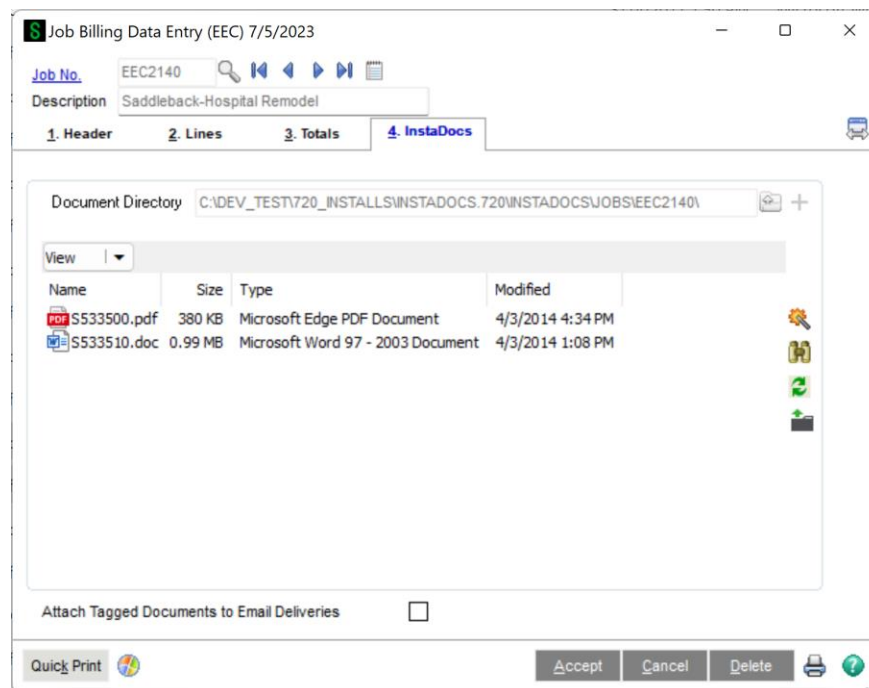 Job Billing Data Entry (EEC) 7/5/2023
Job No. EEC2140
Description Saddleback-Hospital Remodel
1. Header 2. Lines 3. Totals 4. InstaDocs
Document Directory C:\DEV_TEST\720_INSTALLS\INSTADOCS.720\INSTADOCS\JOBS\EEC2140\
View
Name Size Type Modified
PDF S533500.pdf 380 KB Microsoft Edge PDF Document 4/3/2014 4:34 PM
S533510.doc 0.99 MB Microsoft Word 97 - 2003 Document 4/3/2014 1:08 PM
Attach Tagged Documents to Email Deliveries
Quick Print Accept Cancel Delete